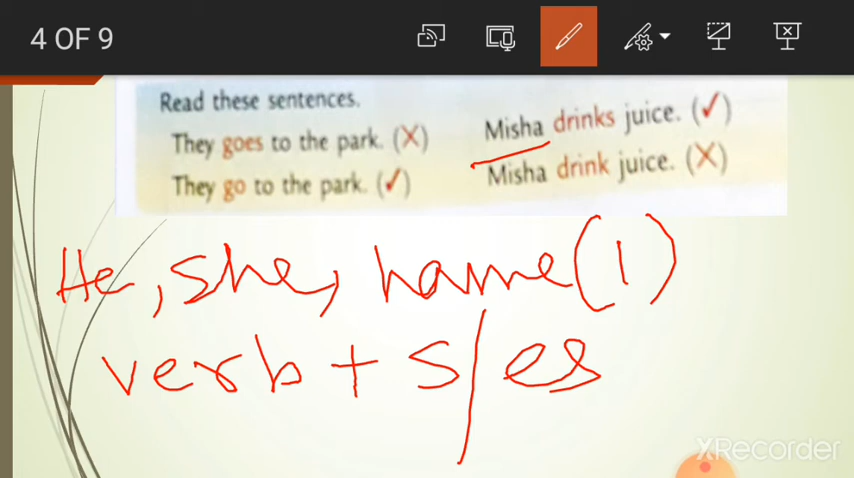 4 OF 9
Read these sentences.
They goes to the park. (X)
They go to the park. (✓)
Misha drinks juice. (✓)
Misha drink juice. (X)
He, she, name (1)
verb + s/es
XRecorder